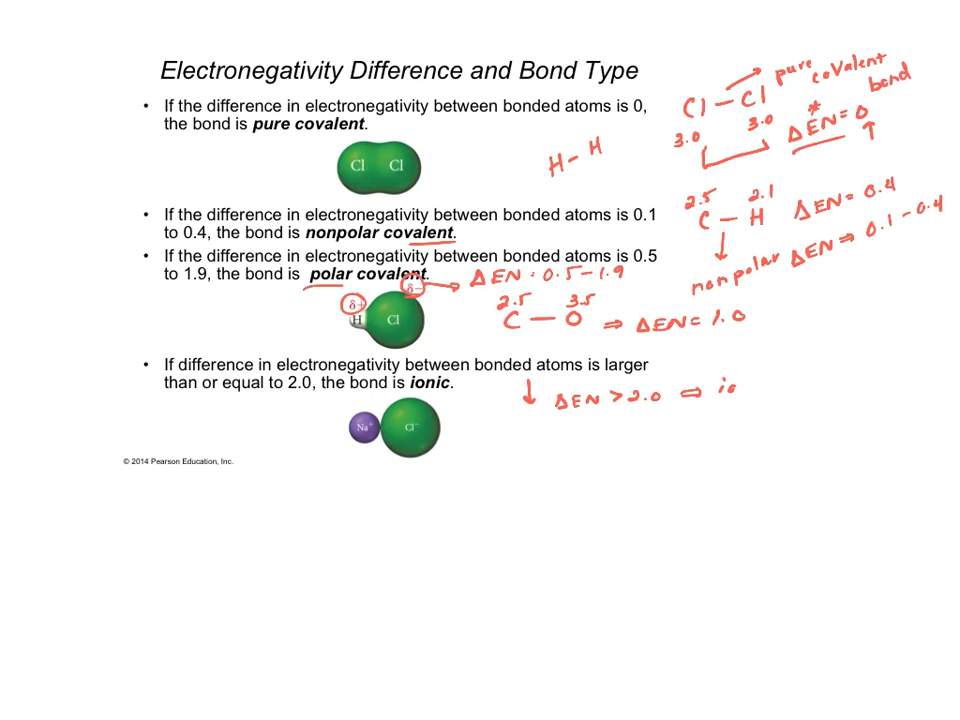 Electronegativity Difference and Bond Type
• If the difference in electronegativity between bonded atoms is 0,
the bond is pure covalent.
Cl Cl
H – H
Cl – Cl
pure covalent bond
3.0 3.0
* ΔEN = 0
• If the difference in electronegativity between bonded atoms is 0.1
to 0.4, the bond is nonpolar covalent.
2.5 2.1
C – H ΔEN = 0.4
nonpolar ΔEN ⇒ 0.1 – 0.4
• If the difference in electronegativity between bonded atoms is 0.5
to 1.9, the bond is polar covalent.
δ– → ΔEN = 0.5 – 1.9
δ+
H Cl
2.5 3.5
C — O ⇒ ΔEN = 1.0
• If difference in electronegativity between bonded atoms is larger
than or equal to 2.0, the bond is ionic.
↓ ΔEN > 2.0 ⇒ io
Na+ Cl–
© 2014 Pearson Education, Inc.